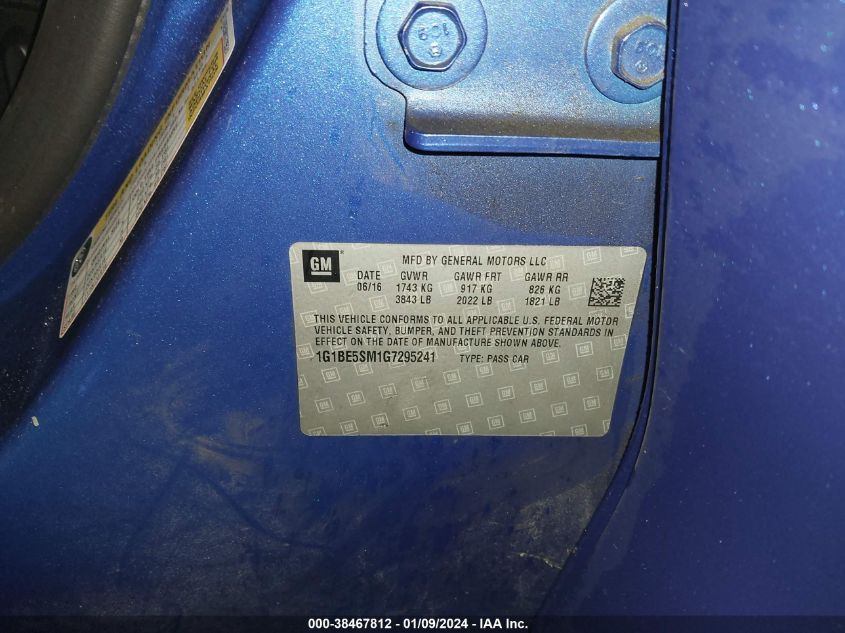 GM ® MFD BY GENERAL MOTORS LLC
DATE GVWR GAWR FRT GAWR RR
06/16 1743 KG 917 KG 826 KG
3843 LB 2022 LB 1821 LB
THIS VEHICLE CONFORMS TO ALL APPLICABLE U.S. FEDERAL MOTOR
VEHICLE SAFETY, BUMPER, AND THEFT PREVENTION STANDARDS IN
EFFECT ON THE DATE OF MANUFACTURE SHOWN ABOVE.
1G1BE5SM1G7295241 TYPE: PASS CAR
000-38467812 - 01/09/2024 - IAA Inc.